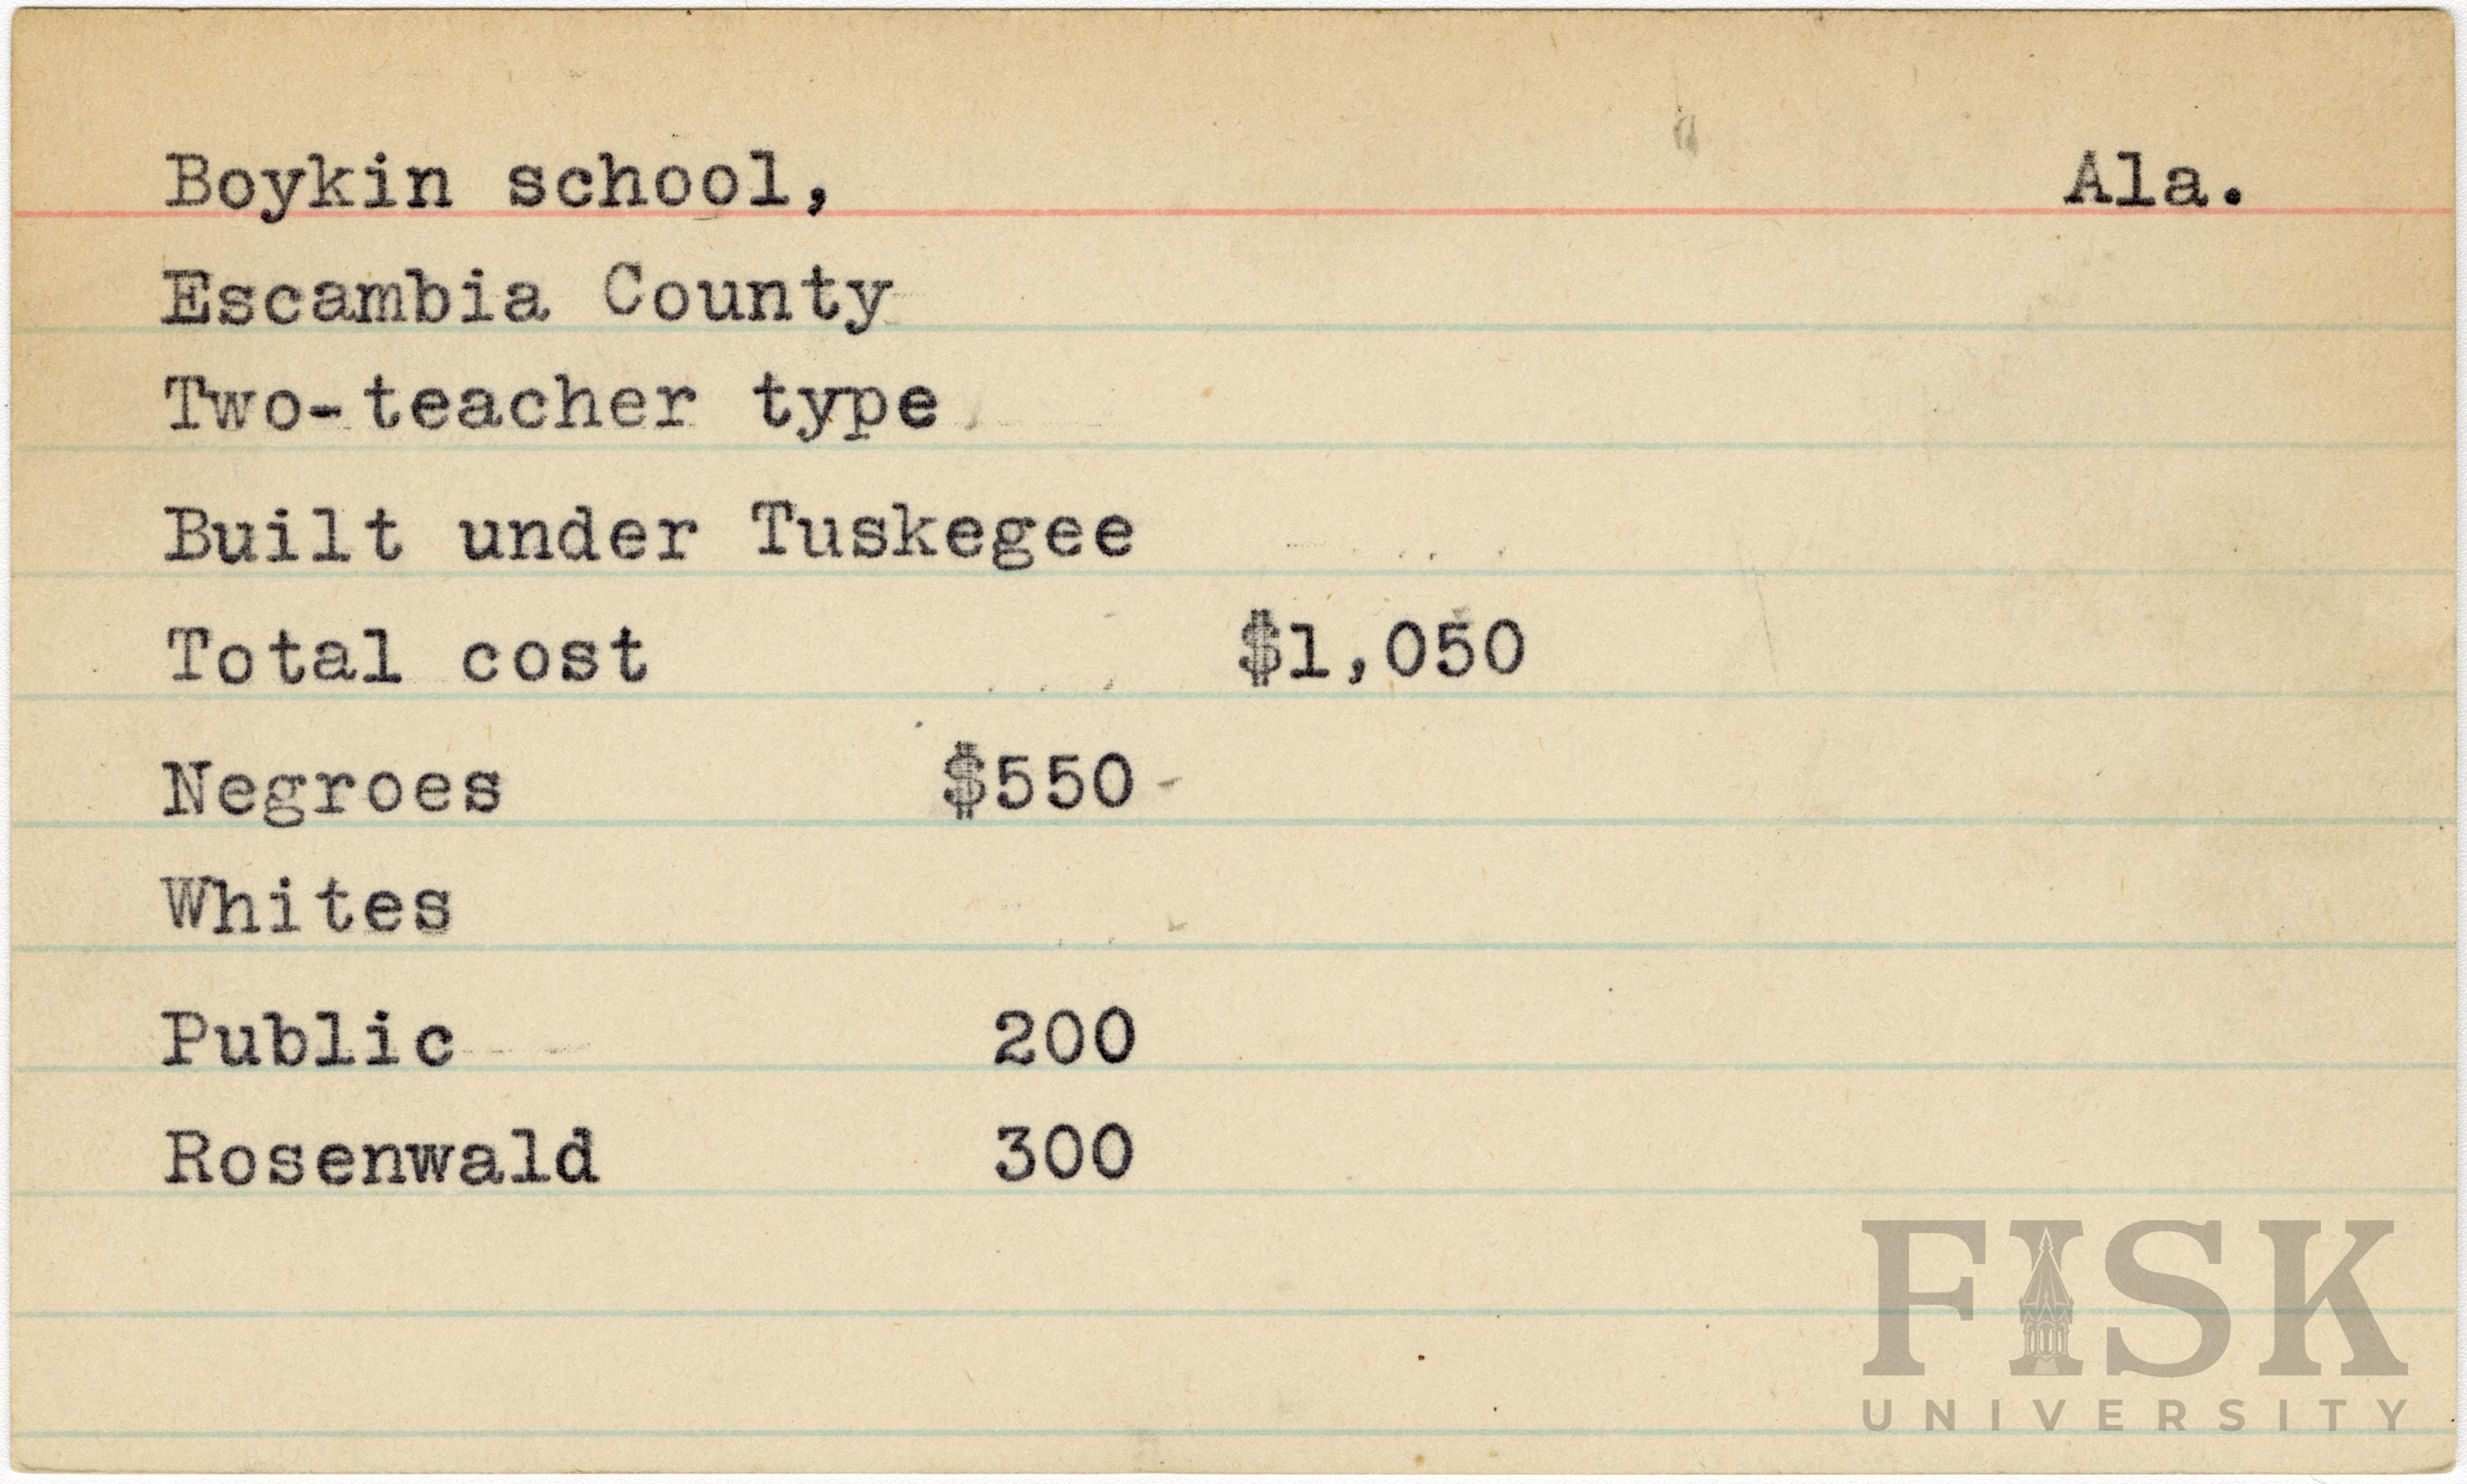 Boykin school, Ala.
Escambia County
Two-teacher type
Built under Tuskegee
Total cost $1,050
Negroes $550
Whites
Public 200
Rosenwald 300
FISK
UNIVERSITY